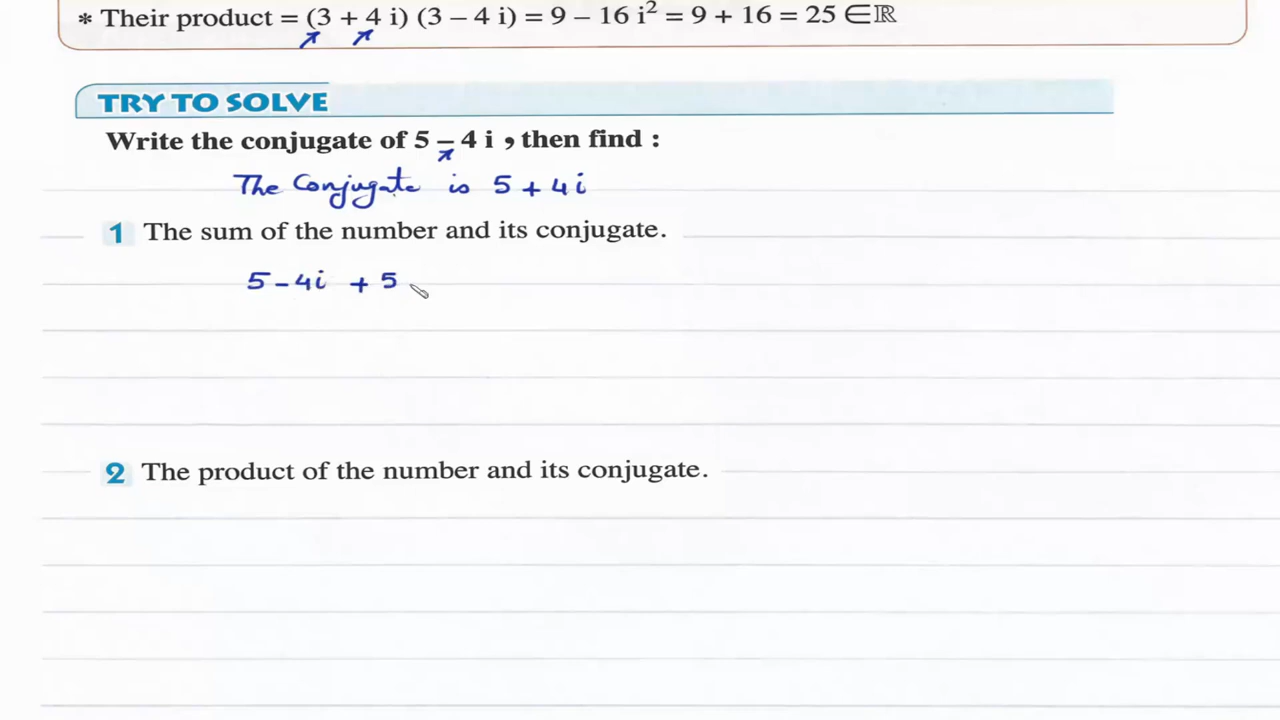 * Their product = (3 + 4 i) (3 – 4 i) = 9 – 16 i² = 9 + 16 = 25 ∈ℝ
TRY TO SOLVE
Write the conjugate of 5 – 4 i , then find :
The Conjugate is 5 + 4i
1 The sum of the number and its conjugate.
5 - 4i + 5
2 The product of the number and its conjugate.